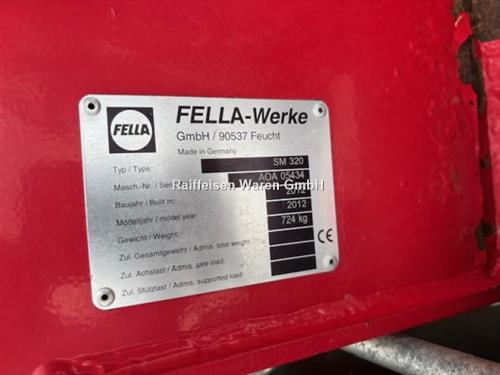 FELLA
FELLA-Werke
GmbH / 90537 Feucht
Made in Germany
Typ / Type SM 320
Masch.-Nr. / Ser AOA 05434
Raiffeisen Waren GmbH
Baujahr / Built in: 2012
Modelljahr / model year: 2012
Gewicht / Weight: 724 kg
Zul. Gesamtgewicht / Admis. total weight:
Zul. Achslast / Admis. axle load:
Zul. Stützlast / Admis. supported load:
CE